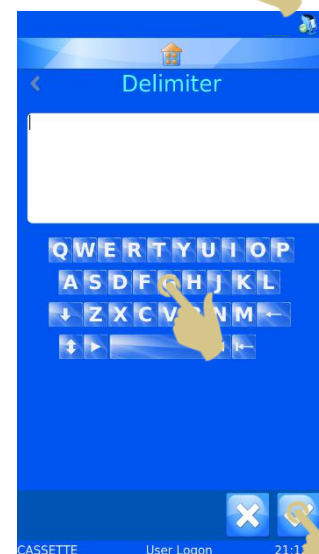 Delimiter
Q W E R T Y U I O P
A S D F G H J K L
Z X C V N M
CASSETTE User Logon 21:1